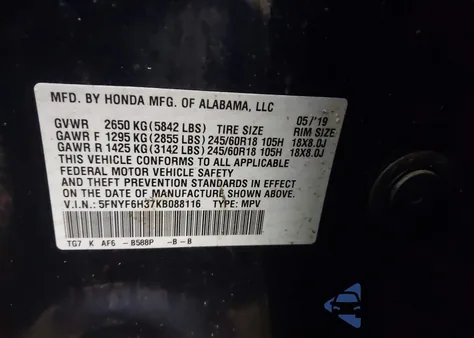 MFD. BY HONDA MFG. OF ALABAMA, LLC
05/'19
GVWR 2650 KG (5842 LBS) TIRE SIZE RIM SIZE
GAWR F 1295 KG (2855 LBS) 245/60R18 105H 18X8.0J
GAWR R 1425 KG (3142 LBS) 245/60R18 105H 18X8.0J
THIS VEHICLE CONFORMS TO ALL APPLICABLE
FEDERAL MOTOR VEHICLE SAFETY
STANDARDS IN EFFECT
ON THE DATE OF MANUFACTURE SHOWN ABOVE.
V.I.N.: 5FNYF6H37KB088116 TYPE: MPV
TG7 K AF6 -B588P -B-B